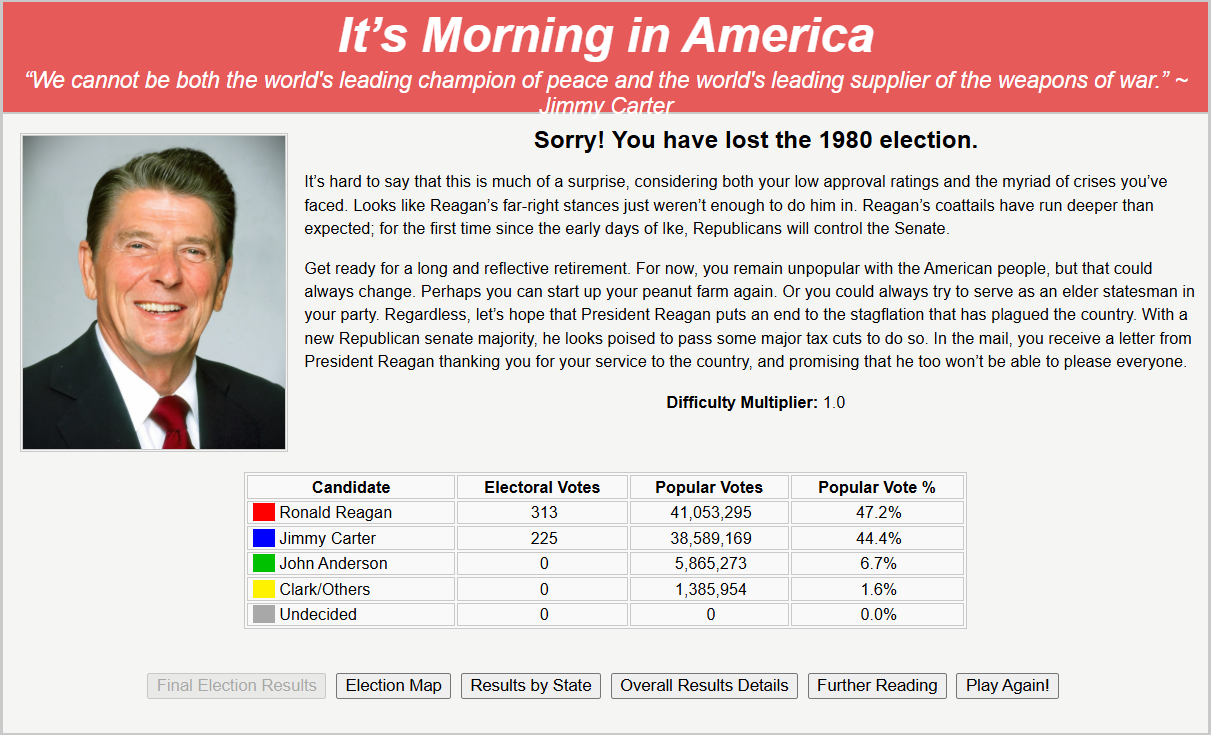 It’s Morning in America
“We cannot be both the world's leading champion of peace and the world's leading supplier of the weapons of war.” ~
Jimmy Carter
Sorry! You have lost the 1980 election.
It’s hard to say that this is much of a surprise, considering both your low approval ratings and the myriad of crises you’ve
faced. Looks like Reagan’s far-right stances just weren’t enough to do him in. Reagan’s coattails have run deeper than
expected; for the first time since the early days of Ike, Republicans will control the Senate.
Get ready for a long and reflective retirement. For now, you remain unpopular with the American people, but that could
always change. Perhaps you can start up your peanut farm again. Or you could always try to serve as an elder statesman in
your party. Regardless, let’s hope that President Reagan puts an end to the stagflation that has plagued the country. With a
new Republican senate majority, he looks poised to pass some major tax cuts to do so. In the mail, you receive a letter from
President Reagan thanking you for your service to the country, and promising that he too won’t be able to please everyone.
Difficulty Multiplier: 1.0
Candidate Electoral Votes Popular Votes Popular Vote %
Ronald Reagan 313 41,053,295 47.2%
Jimmy Carter 225 38,589,169 44.4%
John Anderson 0 5,865,273 6.7%
Clark/Others 0 1,385,954 1.6%
Undecided 0 0 0.0%
Final Election Results Election Map Results by State Overall Results Details Further Reading Play Again!